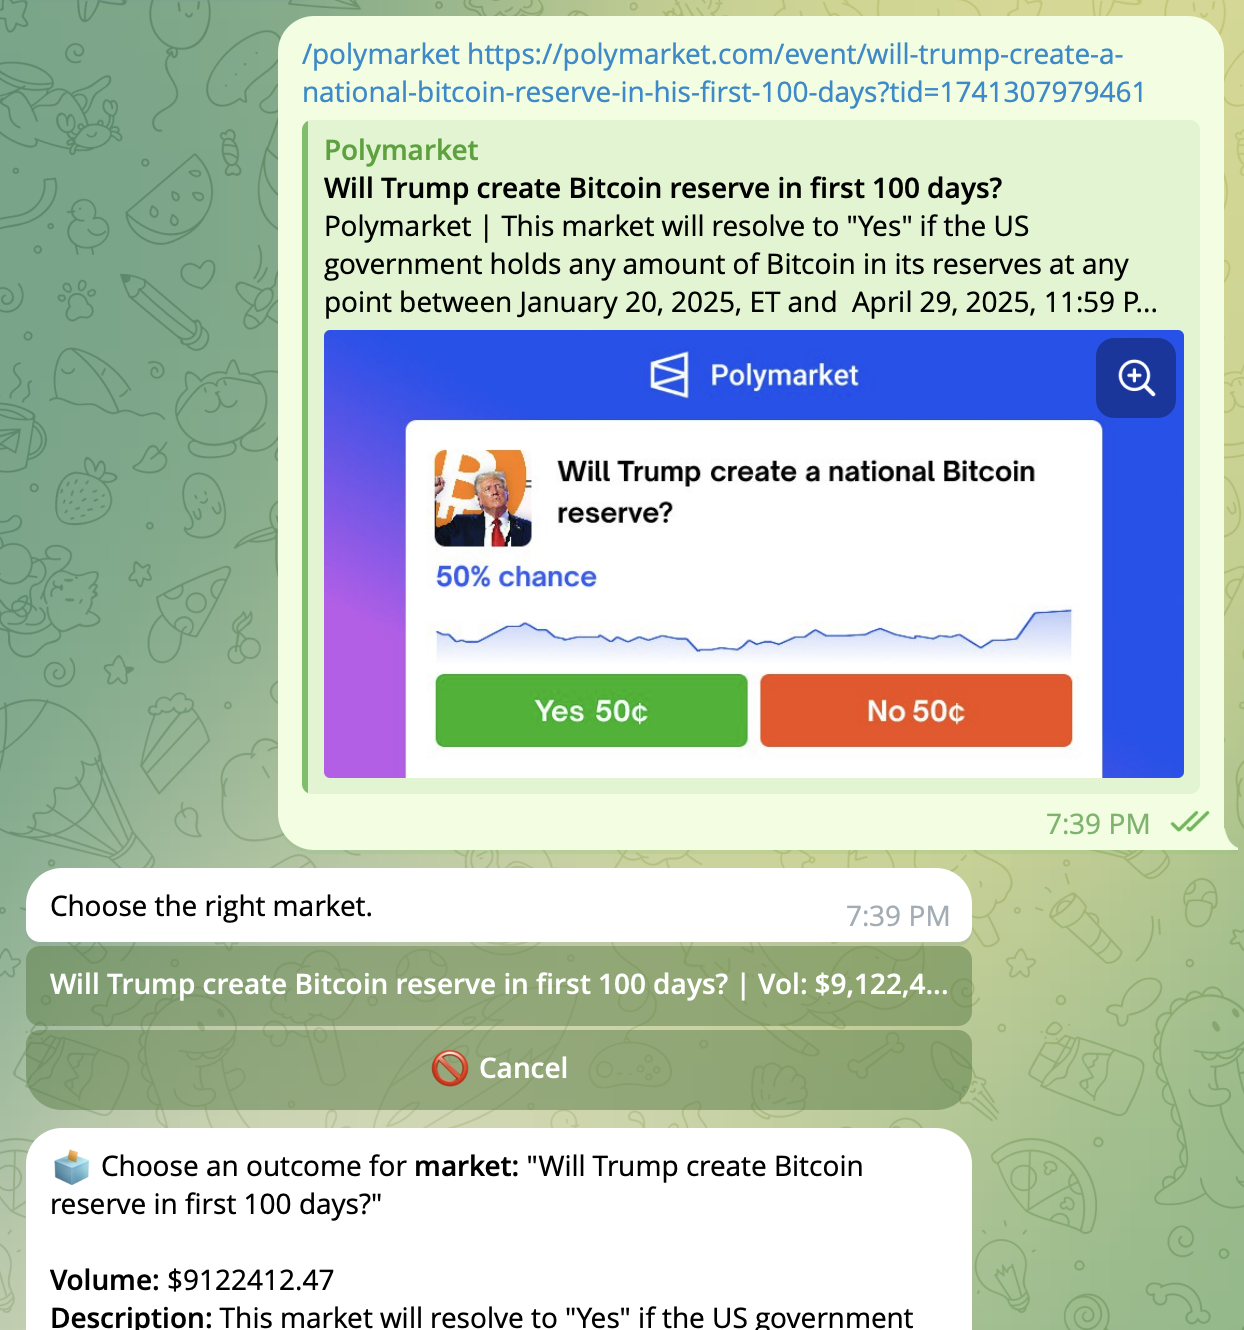 /polymarket https://polymarket.com/event/will-trump-create-a-
national-bitcoin-reserve-in-his-first-100-days?tid=1741307979461
Polymarket
Will Trump create Bitcoin reserve in first 100 days?
Polymarket | This market will resolve to "Yes" if the US
government holds any amount of Bitcoin in its reserves at any
point between January 20, 2025, ET and  April 29, 2025, 11:59 P...
Polymarket
Will Trump create a national Bitcoin
reserve?
50% chance
Yes 50¢
No 50¢
7:39 PM
Choose the right market.
7:39 PM
Will Trump create Bitcoin reserve in first 100 days? | Vol: $9,122,4...
🚫 Cancel
🗳 Choose an outcome for market: "Will Trump create Bitcoin
reserve in first 100 days?"
Volume: $9122412.47
Description: This market will resolve to "Yes" if the US government